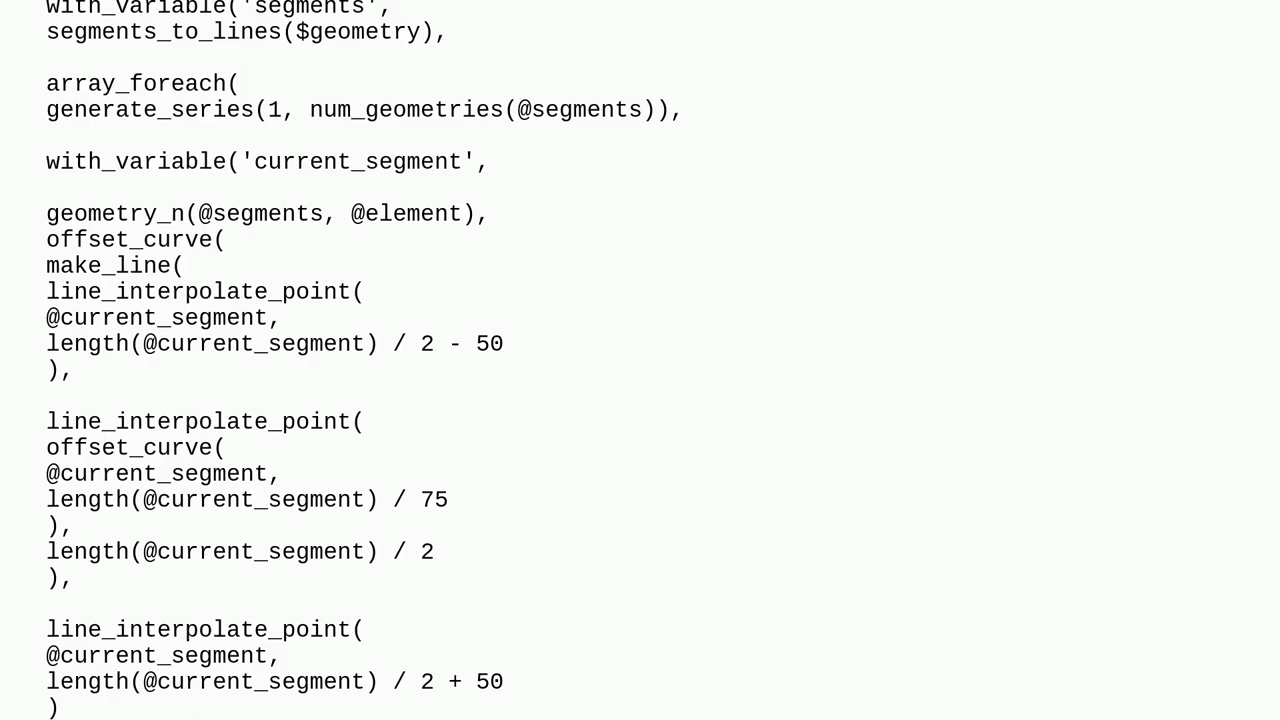 with_variable('segments',
segments_to_lines($geometry),
array_foreach(
generate_series(1, num_geometries(@segments)),
with_variable('current_segment',
geometry_n(@segments, @element),
offset_curve(
make_line(
line_interpolate_point(
@current_segment,
length(@current_segment) / 2 - 50
),
line_interpolate_point(
offset_curve(
@current_segment,
length(@current_segment) / 75
),
length(@current_segment) / 2
),
line_interpolate_point(
@current_segment,
length(@current_segment) / 2 + 50
)